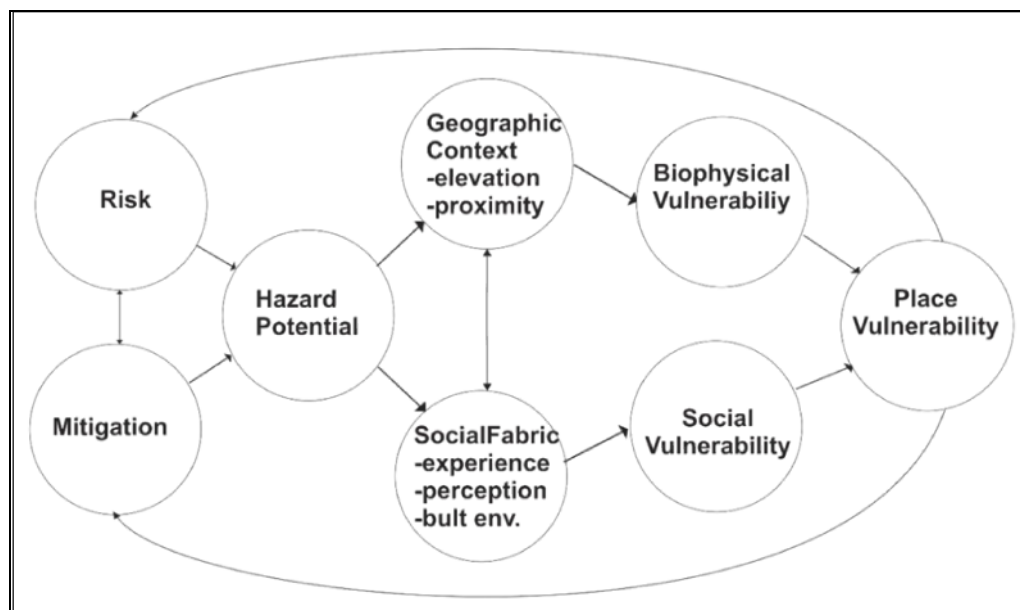 Risk
Mitigation
Hazard
Potential
Geographic
Context
-elevation
-proximity
SocialFabric
-experience
-perception
-bult env.
Biophysical
Vulnerabiliy
Social
Vulnerability
Place
Vulnerability